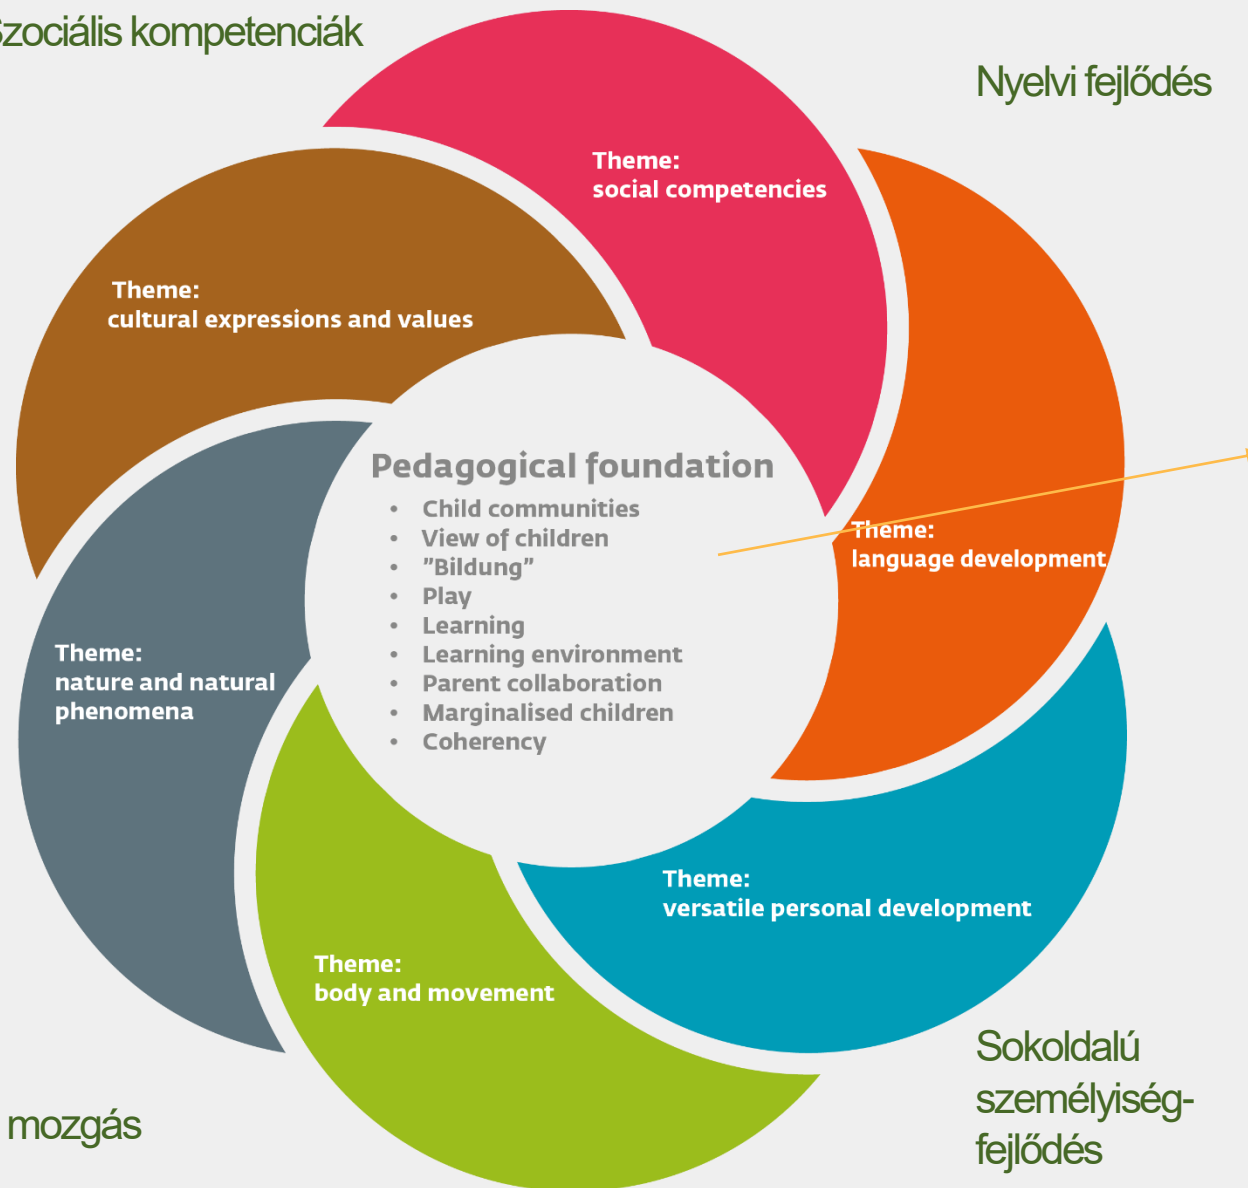 Szociális kompetenciák
Nyelvi fejlődés
Theme:
social competencies
Theme:
cultural expressions and values
Pedagogical foundation
• Child communities
• View of children
• ”Bildung”
• Play
• Learning
• Learning environment
• Parent collaboration
• Marginalised children
• Coherency
Theme:
language development
Theme:
nature and natural
phenomena
Theme:
versatile personal development
Theme:
body and movement
Sokoldalú
személyiség-
fejlődés
mozgás